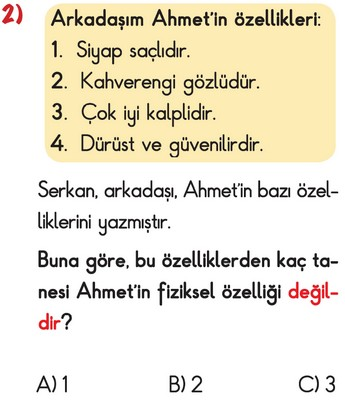 2) Arkadaşım Ahmet'in özellikleri:
1. Siyap saçlıdır.
2. Kahverengi gözlüdür.
3. Çok iyi kalplidir.
4. Dürüst ve güvenilirdir.
Serkan, arkadaşı, Ahmet'in bazı özel-
liklerini yazmıştır.
Buna göre, bu özelliklerden kaç ta-
nesi Ahmet'in fiziksel özelliği değil-
dir?
A) 1 B) 2 C) 3